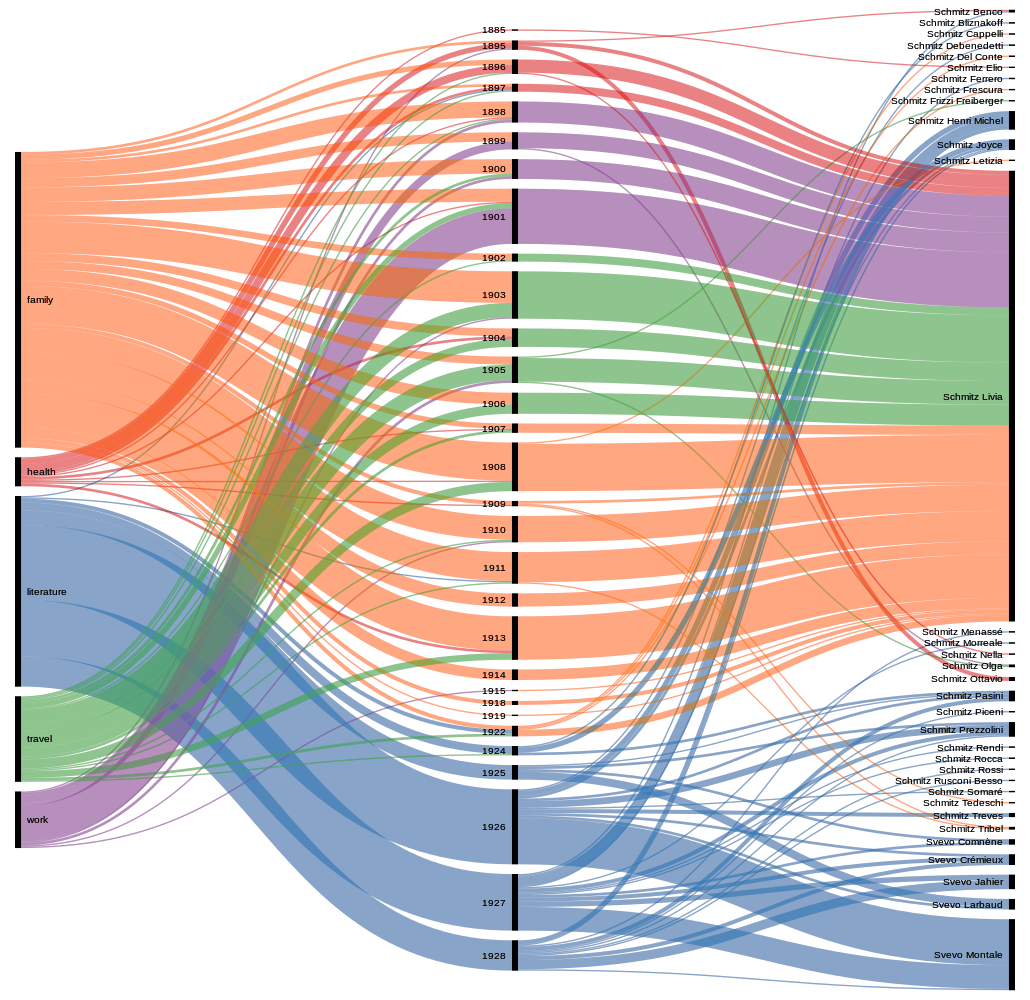 family
health
literature
travel
work
1885
1895
1896
1897
1898
1899
1900
1901
1902
1903
1904
1905
1906
1907
1908
1909
1910
1911
1912
1913
1914
1915
1918
1919
1922
1924
1925
1926
1927
1928
Schmitz Benco
Schmitz Bliznakoff
Schmitz Cappelli
Schmitz Debenedetti
Schmitz Del Conte
Schmitz Elio
Schmitz Ferrero
Schmitz Frescura
Schmitz Frizzi Freiberger
Schmitz Henri Michel
Schmitz Joyce
Schmitz Letizia
Schmitz Livia
Schmitz Menassé
Schmitz Morreale
Schmitz Nella
Schmitz Olga
Schmitz Ottavio
Schmitz Pasini
Schmitz Piceni
Schmitz Prezzolini
Schmitz Rendi
Schmitz Rocca
Schmitz Rossi
Schmitz Rusconi Besso
Schmitz Somaré
Schmitz Tedeschi
Schmitz Treves
Schmitz Tribel
Svevo Comnène
Svevo Crémieux
Svevo Jahier
Svevo Larbaud
Svevo Montale